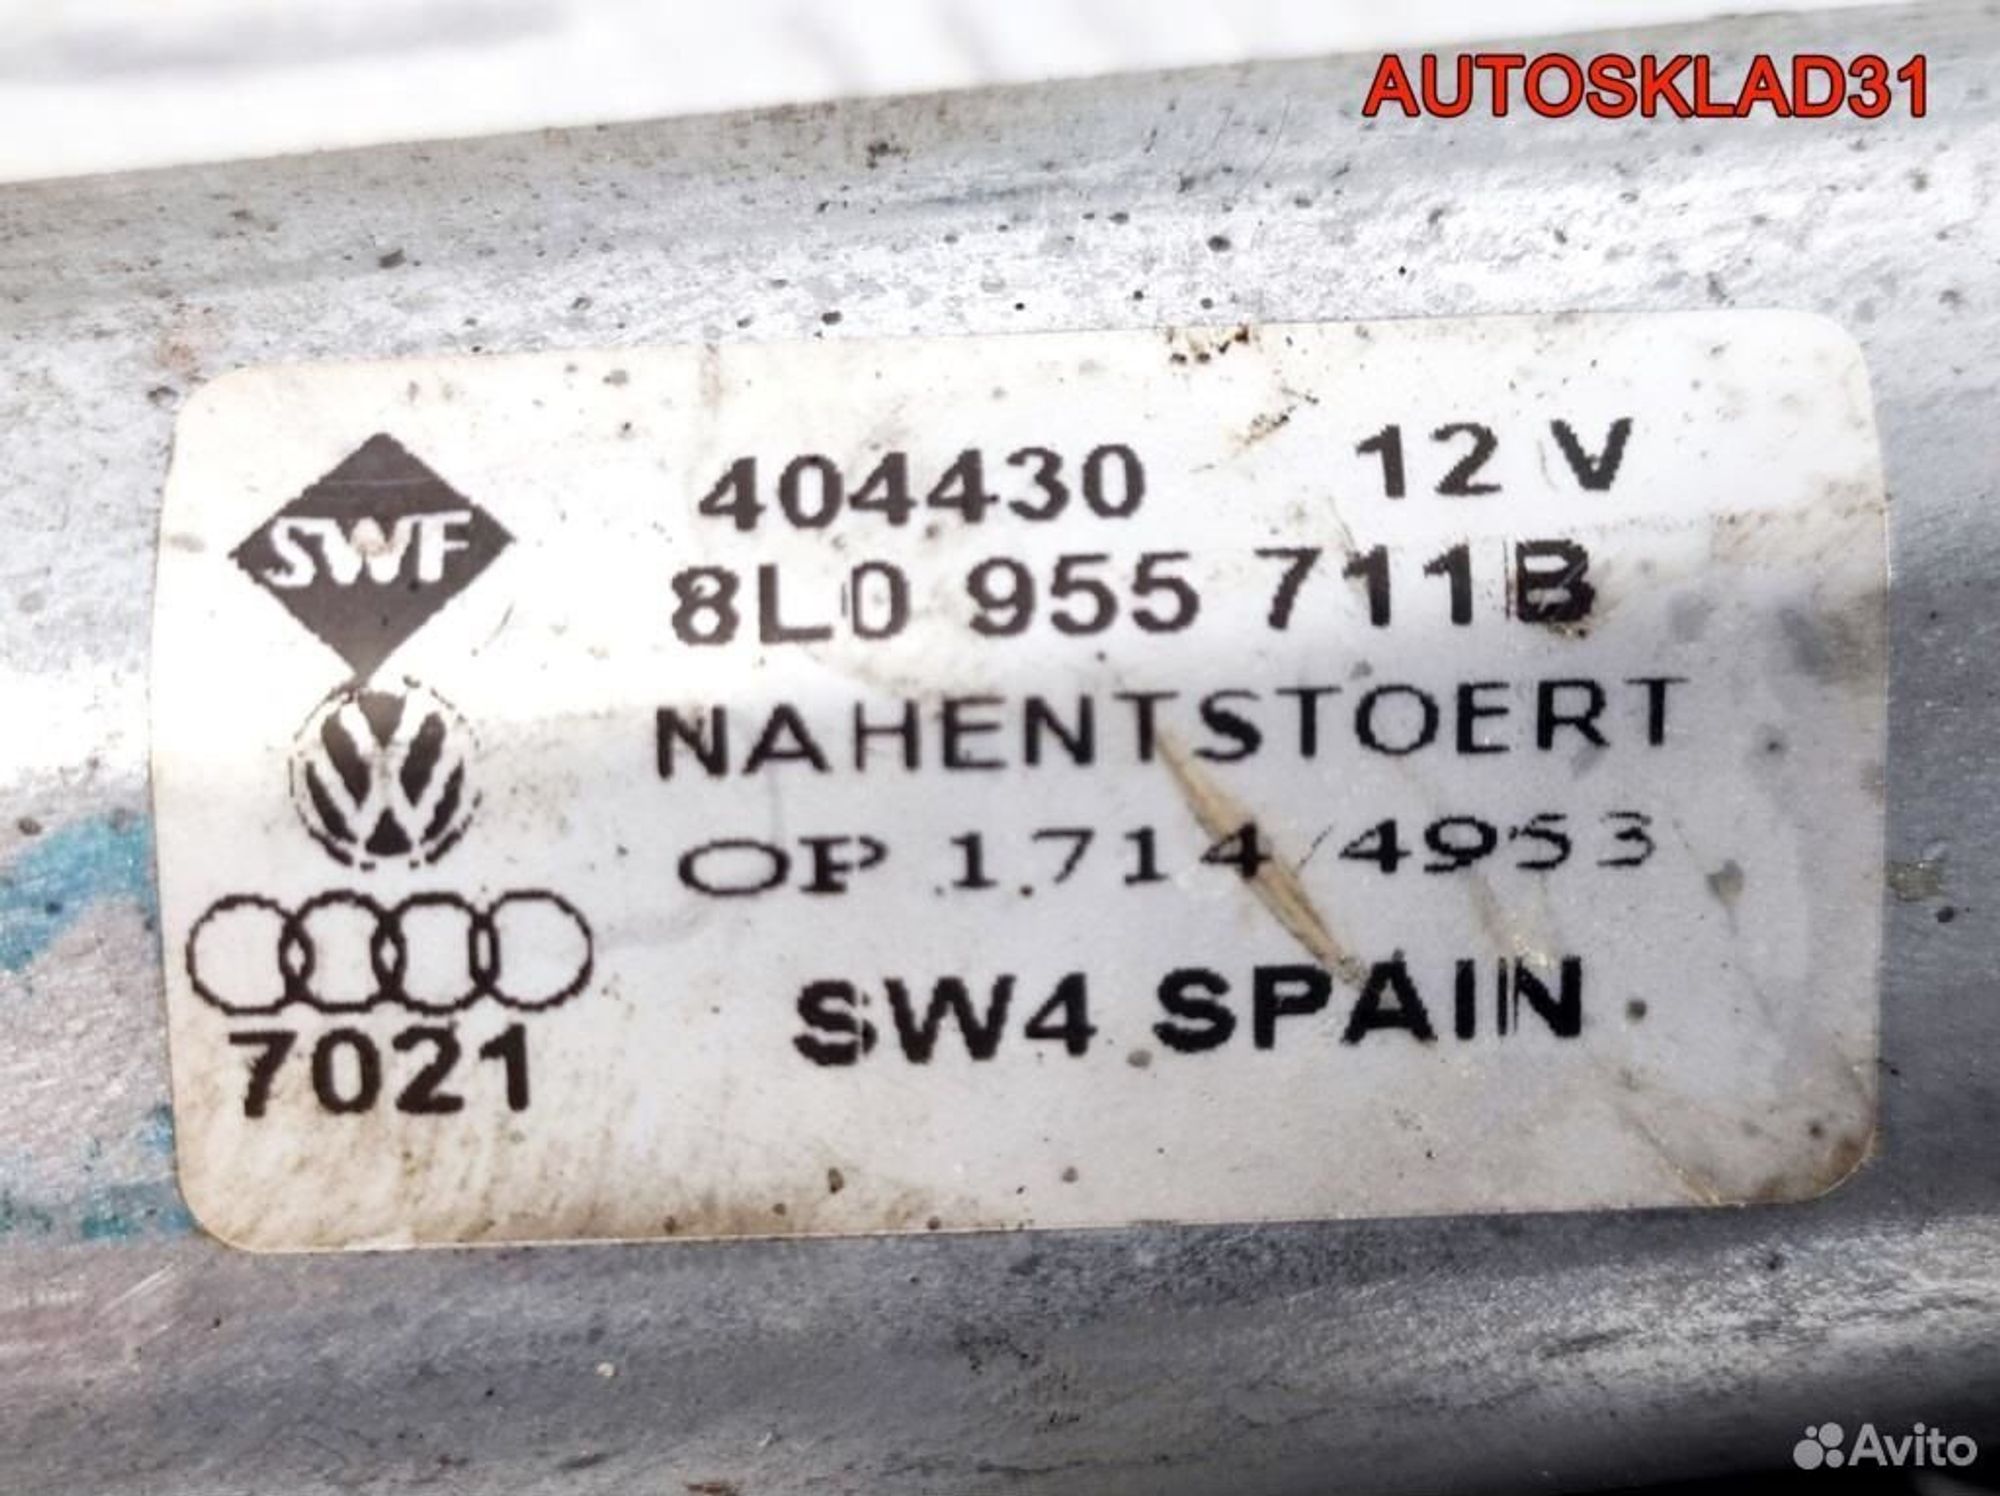 AUTOSKLAD31
404430 12 V
SWF
8L0 955 711B
NAHENTSTOERT
OP 1.714/4953
SW4 SPAIN
7021
Avito